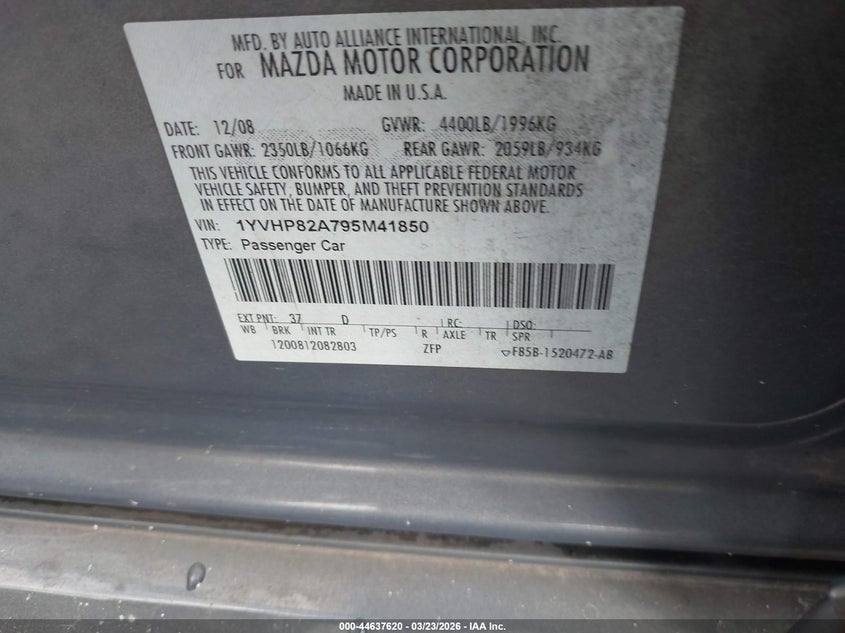 MFD. BY AUTO ALLIANCE INTERNATIONAL, INC.
FOR MAZDA MOTOR CORPORATION
MADE IN U.S.A.
DATE: 12/08 GVWR: 4400LB/1996KG
FRONT GAWR: 2350LB/1066KG REAR GAWR: 2059LB/934KG
THIS VEHICLE CONFORMS TO ALL APPLICABLE FEDERAL MOTOR
VEHICLE SAFETY, BUMPER, AND THEFT PREVENTION STANDARDS
IN EFFECT ON THE DATE OF MANUFACTURE SHOWN ABOVE.
VIN: 1YVHP82A795M41850
TYPE: Passenger Car
EXT PNT: 37 D RC: DSO:
WB BRK INT TR TP/PS R AXLE TR SPR
1200812082803 ZFP F85B-1520472-AB
000-44637620 - 03/23/2026 - IAA Inc.